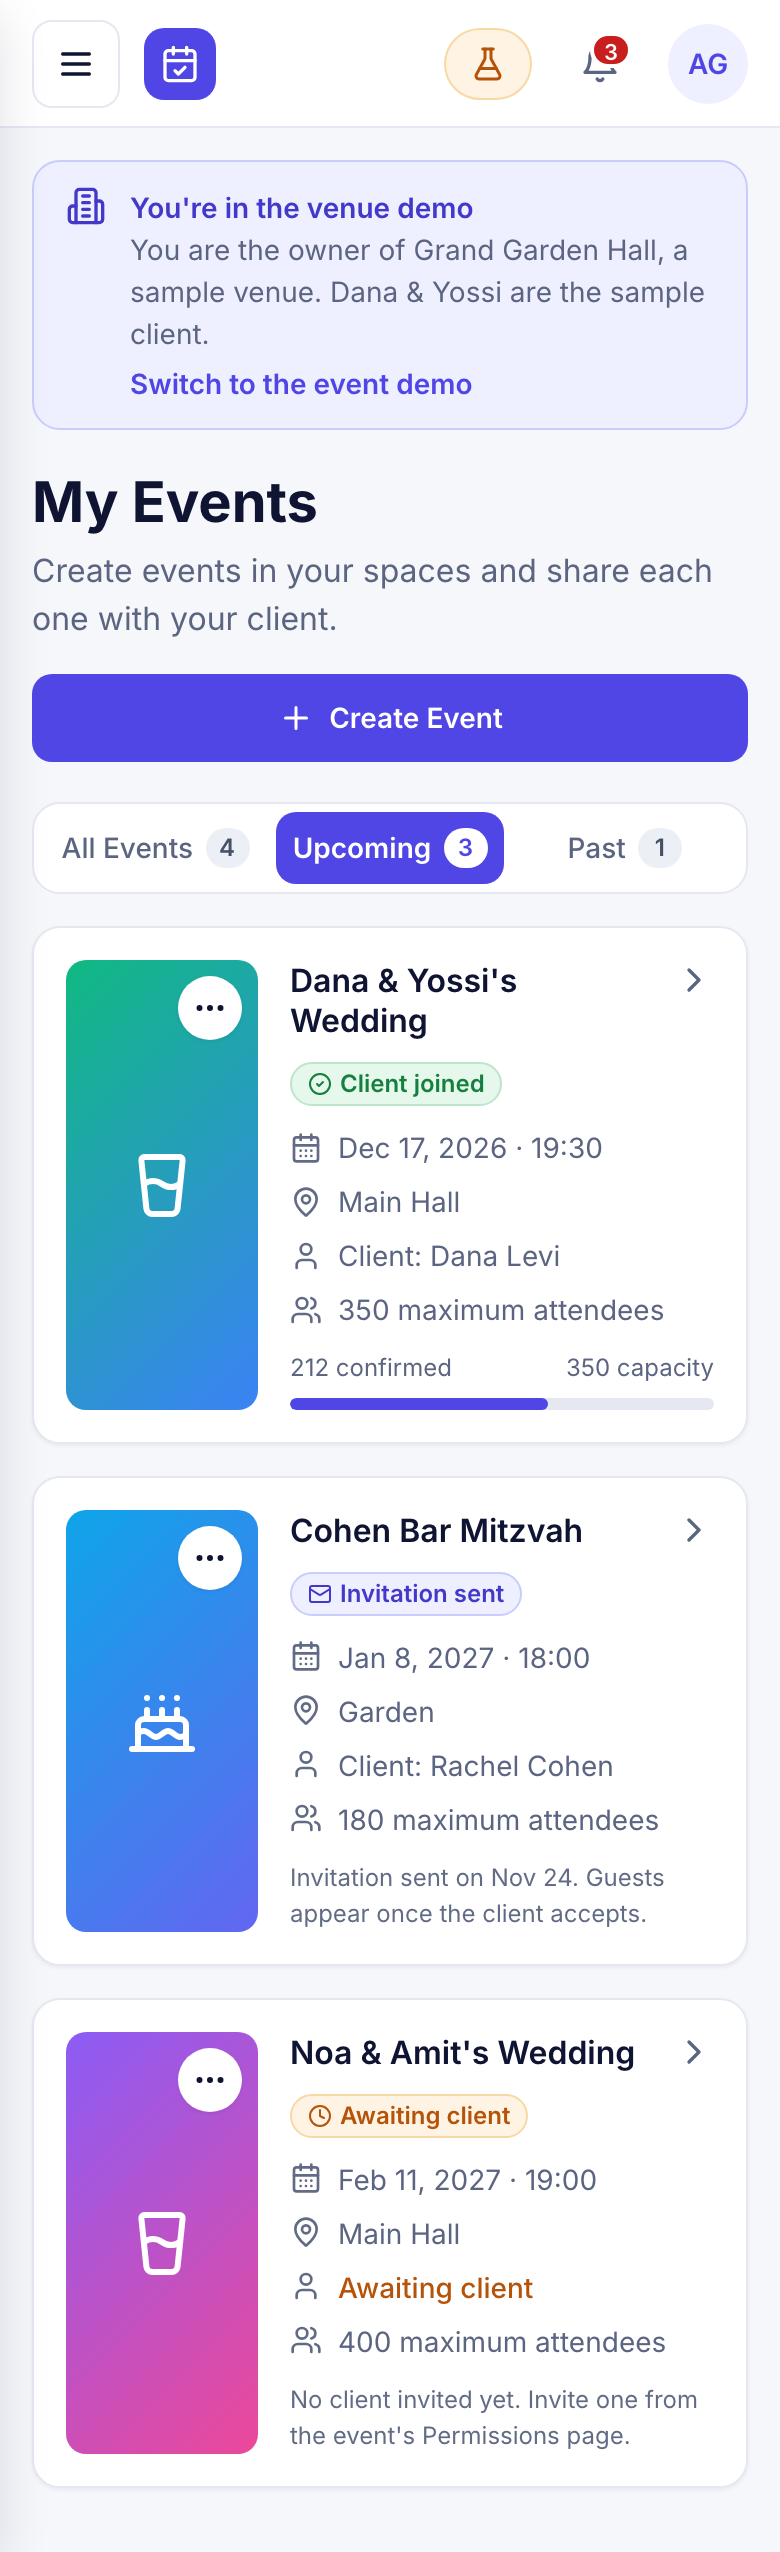 3
AG
You're in the venue demo
You are the owner of Grand Garden Hall, a
sample venue. Dana & Yossi are the sample
client.
Switch to the event demo
My Events
Create events in your spaces and share each
one with your client.
Create Event
All Events 4 Upcoming 3 Past 1
Dana & Yossi's
Wedding
Client joined
Dec 17, 2026 · 19:30
Main Hall
Client: Dana Levi
350 maximum attendees
212 confirmed 350 capacity
Cohen Bar Mitzvah
Invitation sent
Jan 8, 2027 · 18:00
Garden
Client: Rachel Cohen
180 maximum attendees
Invitation sent on Nov 24. Guests
appear once the client accepts.
Noa & Amit's Wedding
Awaiting client
Feb 11, 2027 · 19:00
Main Hall
Awaiting client
400 maximum attendees
No client invited yet. Invite one from
the event's Permissions page.